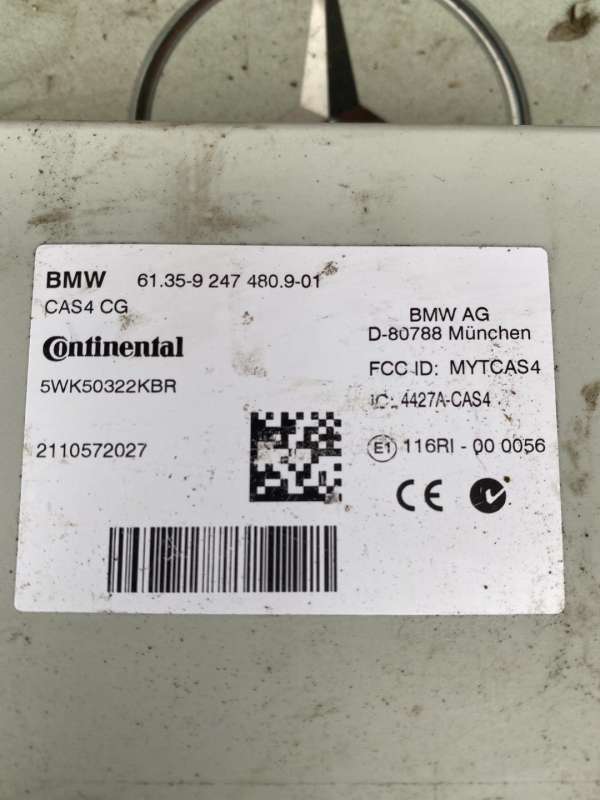 BMW 61.35-9 247 480.9-01
CAS4 CG
Continental
5WK50322KBR
2110572027
BMW AG
D-80788 München
FCC ID: MYTCAS4
IC: 4427A-CAS4
E1 116RI - 00 0056
CE